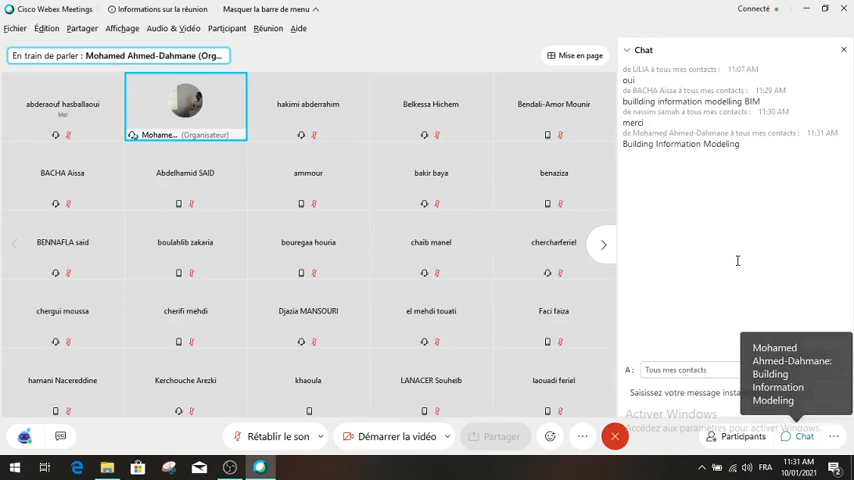 Cisco Webex Meetings
Informations sur la réunion
Masquer la barre de menu
Connecté
Fichier Édition Partager Affichage Audio & Vidéo Participant Réunion Aide
En train de parler : Mohamed Ahmed-Dahmane (Org...
Mise en page
abderaouf hasballaoui
Moi
Mohame... (Organisateur)
hakimi abderrahim
Belkessa Hichem
Bendali-Amor Mounir
BACHA Aissa
Abdelhamid SAID
ammour
bakir baya
benaziza
BENNAFLA said
boulahlib zakaria
bouregaa houria
chaib manel
chercharferiel
chergui moussa
cherifi mehdi
Djazia MANSOURI
el mehdi touati
Faci faiza
hamani Nacereddine
Kerchouche Arezki
khaoula
LANACER Souheib
laouadi feriel
Chat
de LILIA à tous mes contacts : 11:07 AM
oui
de BACHA Aissa à tous mes contacts : 11:29 AM
buillding information modelling BIM
de nassim samah à tous mes contacts : 11:30 AM
merci
de Mohamed Ahmed-Dahmane à tous mes contacts : 11:31 AM
Building Information Modeling
A : Tous mes contacts
Saisissez votre message insta
Mohamed
Ahmed-Dahmane:
Building
Information
Modeling
Activer Windows
Accédez aux paramètres pour activer Windows.
Rétablir le son
Démarrer la vidéo
Partager
Participants
Chat
FRA
11:31 AM
10/01/2021
2